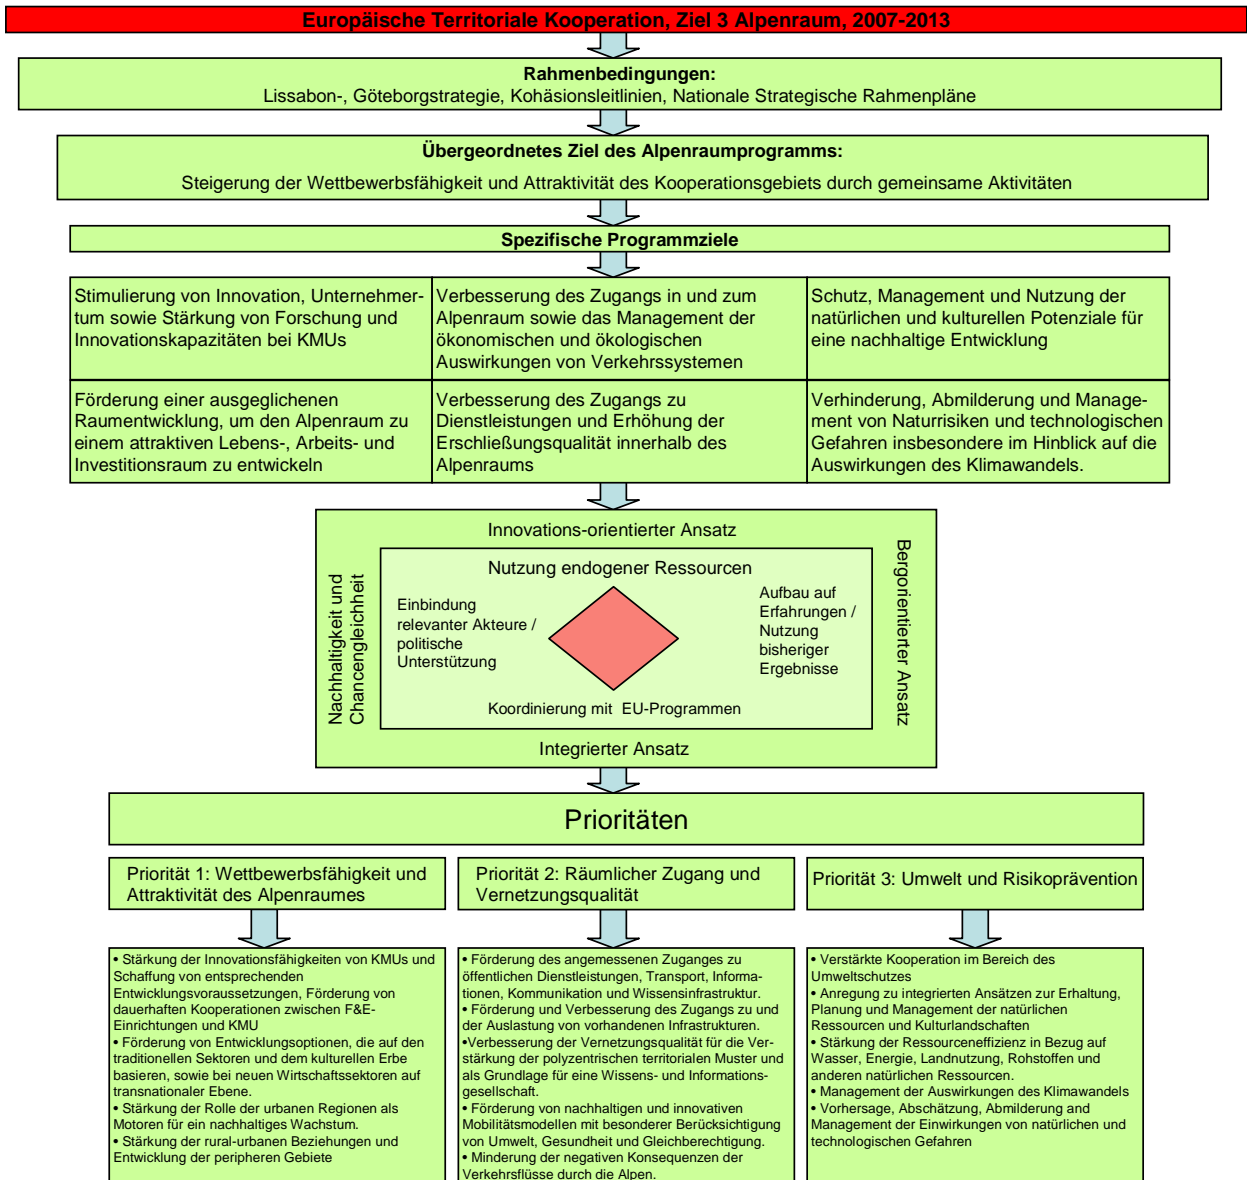 Europäische Territoriale Kooperation, Ziel 3 Alpenraum, 2007-2013
Rahmenbedingungen:
Lissabon-, Göteborgstrategie, Kohäsionsleitlinien, Nationale Strategische Rahmenpläne
Übergeordnetes Ziel des Alpenraumprogramms:
Steigerung der Wettbewerbsfähigkeit und Attraktivität des Kooperationsgebiets durch gemeinsame Aktivitäten
Spezifische Programmziele
Stimulierung von Innovation, Unternehmer-
tum sowie Stärkung von Forschung und
Innovationskapazitäten bei KMUs
Verbesserung des Zugangs in und zum
Alpenraum sowie das Management der
ökonomischen und ökologischen
Auswirkungen von Verkehrssystemen
Schutz, Management und Nutzung der
natürlichen und kulturellen Potenziale für
eine nachhaltige Entwicklung
Förderung einer ausgeglichenen
Raumentwicklung, um den Alpenraum zu
einem attraktiven Lebens-, Arbeits- und
Investitionsraum zu entwickeln
Verbesserung des Zugangs zu
Dienstleistungen und Erhöhung der
Erschließungsqualität innerhalb des
Alpenraums
Verhinderung, Abmilderung und Manage-
ment von Naturrisiken und technologischen
Gefahren insbesondere im Hinblick auf die
Auswirkungen des Klimawandels.
Innovations-orientierter Ansatz
Nachhaltigkeit und
Chancengleichheit
Nutzung endogener Ressourcen
Einbindung
relevanter Akteure /
politische
Unterstützung
Aufbau auf
Erfahrungen /
Nutzung
bisheriger
Ergebnisse
Koordinierung mit EU-Programmen
Bergorientierter Ansatz
Integrierter Ansatz
Prioritäten
Priorität 1: Wettbewerbsfähigkeit und
Attraktivität des Alpenraumes
Priorität 2: Räumlicher Zugang und
Vernetzungsqualität
Priorität 3: Umwelt und Risikoprävention
• Stärkung der Innovationsfähigkeiten von KMUs und
Schaffung von entsprechenden
Entwicklungsvoraussetzungen, Förderung von
dauerhaften Kooperationen zwischen F&E-
Einrichtungen und KMU
• Förderung von Entwicklungsoptionen, die auf den
traditionellen Sektoren und dem kulturellen Erbe
basieren, sowie bei neuen Wirtschaftssektoren auf
transnationaler Ebene.
• Stärkung der Rolle der urbanen Regionen als
Motoren für ein nachhaltiges Wachstum.
• Stärkung der rural-urbanen Beziehungen und
Entwicklung der peripheren Gebiete
• Förderung des angemessenen Zuganges zu
öffentlichen Dienstleistungen, Transport, Informa-
tionen, Kommunikation und Wissensinfrastruktur.
• Förderung und Verbesserung des Zugangs zu und
der Auslastung von vorhandenen Infrastrukturen.
•Verbesserung der Vernetzungsqualität für die Ver-
stärkung der polyzentrischen territorialen Muster und
als Grundlage für eine Wissens- und Informations-
gesellschaft.
• Förderung von nachhaltigen und innovativen
Mobilitätsmodellen mit besonderer Berücksichtigung
von Umwelt, Gesundheit und Gleichberechtigung.
• Minderung der negativen Konsequenzen der
Verkehrsflüsse durch die Alpen.
• Verstärkte Kooperation im Bereich des
Umweltschutzes
• Anregung zu integrierten Ansätzen zur Erhaltung,
Planung und Management der natürlichen
Ressourcen und Kulturlandschaften
• Stärkung der Ressourceneffizienz in Bezug auf
Wasser, Energie, Landnutzung, Rohstoffen und
anderen natürlichen Ressourcen.
• Management der Auswirkungen des Klimawandels
• Vorhersage, Abschätzung, Abmilderung and
Management der Einwirkungen von natürlichen und
technologischen Gefahren